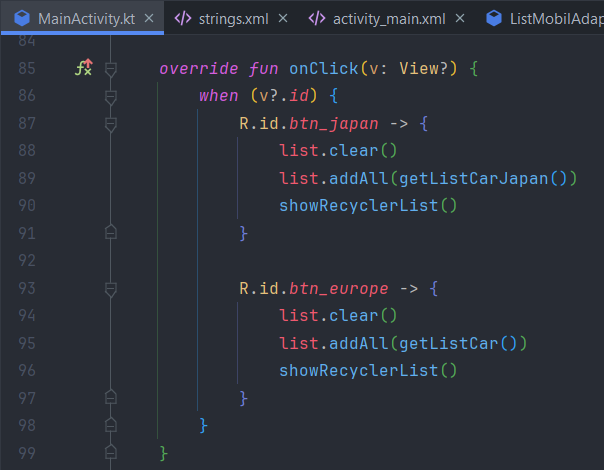 MainActivity.kt × </> strings.xml × </> activity_main.xml × ListMobilAdap
84
85 override fun onClick(v: View?) {
86 when (v?.id) {
87 R.id.btn_japan -> {
88 list.clear()
89 list.addAll(getListCarJapan())
90 showRecyclerList()
91 }
92
93 R.id.btn_europe -> {
94 list.clear()
95 list.addAll(getListCar())
96 showRecyclerList()
97 }
98 }
99 }